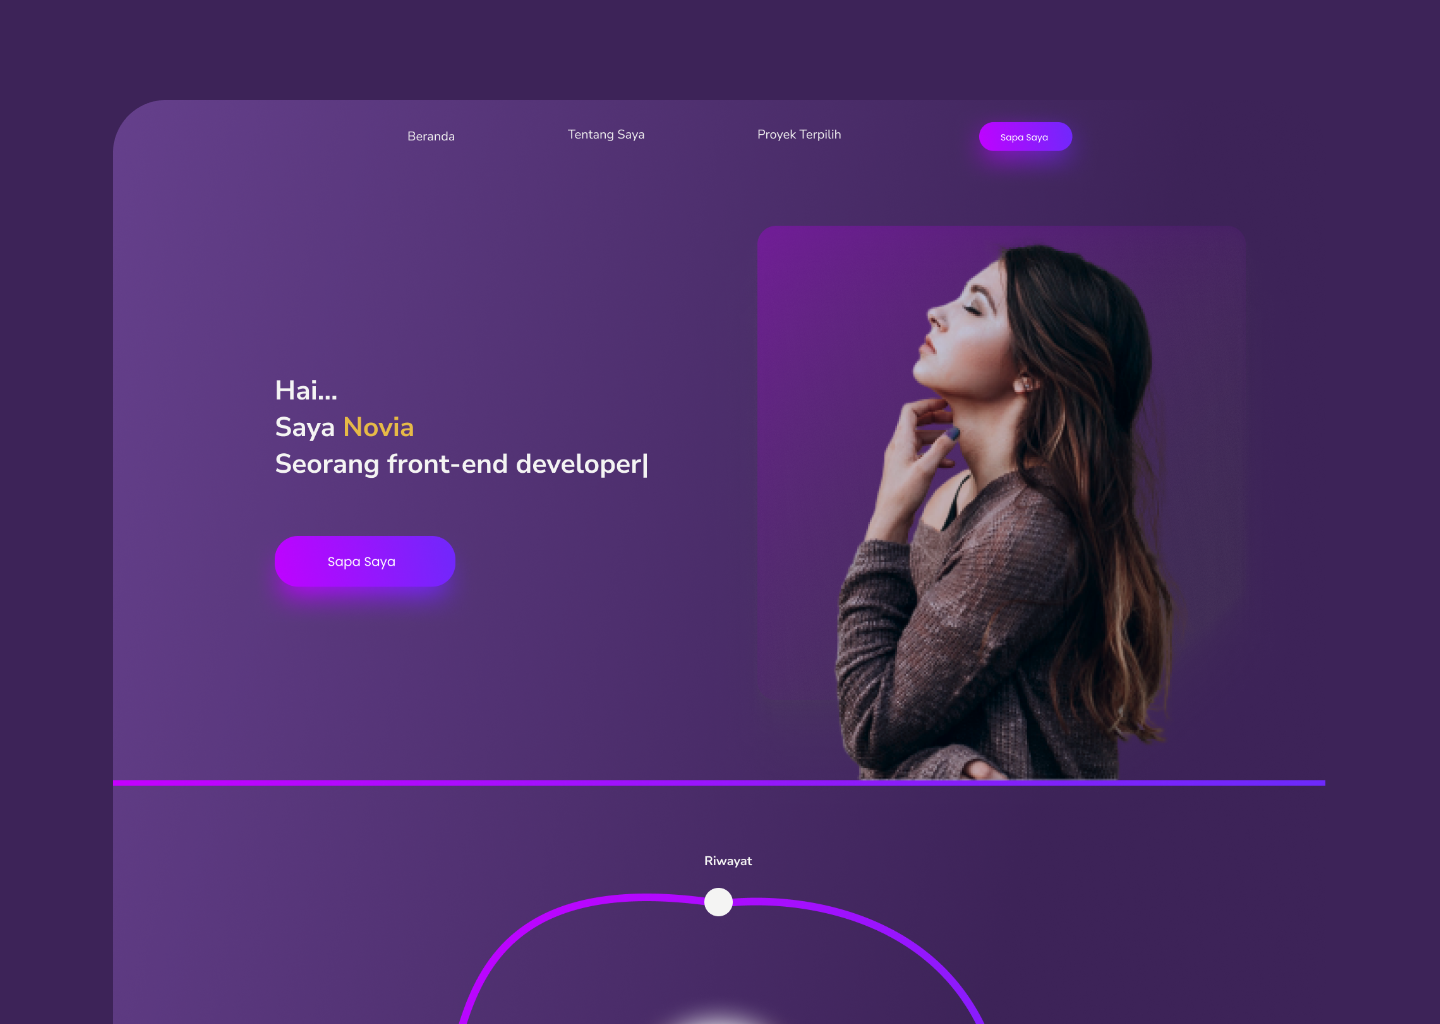 Beranda
Tentang Saya
Proyek Terpilih
Sapa Saya
Hai...
Saya Novia
Seorang front-end developer|
Sapa Saya
Riwayat